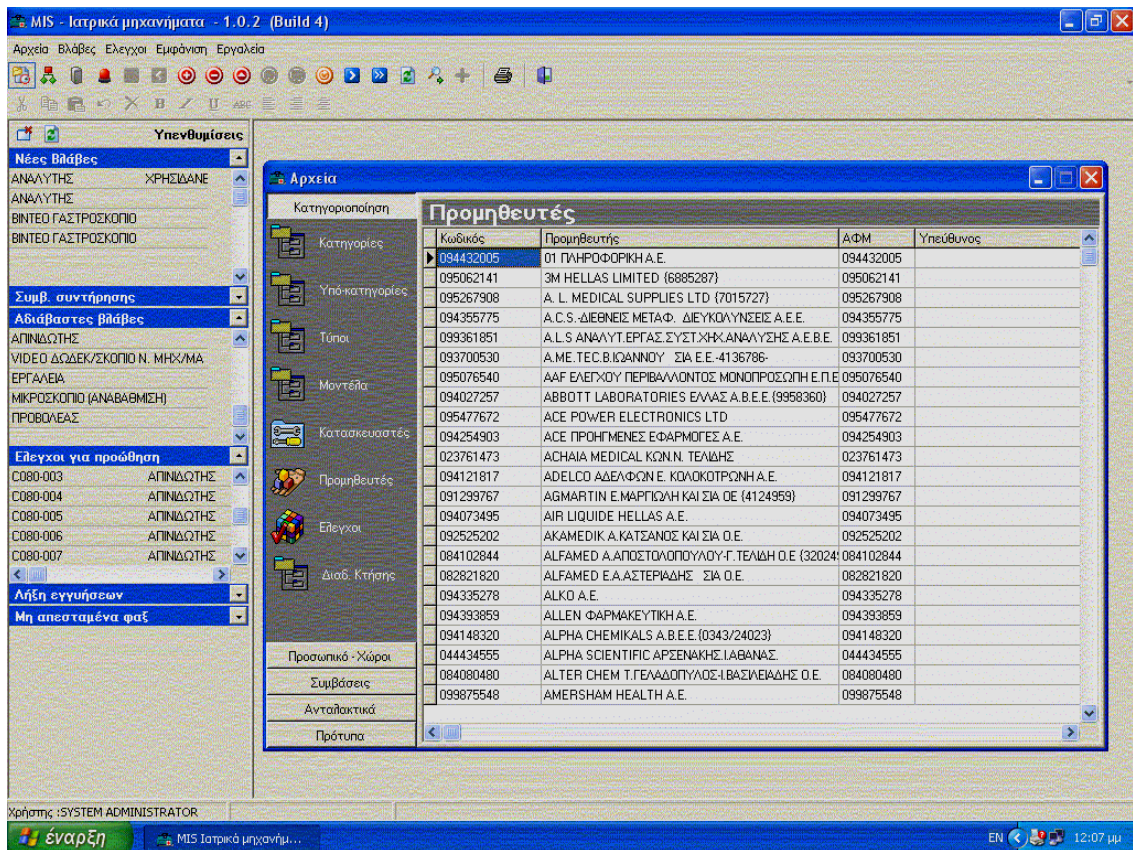 MIS - Ιατρικά μηχανήματα - 1.0.2 (Build 4)
Αρχεία Βλάβες Ελεγχοι Εμφάνιση Εργαλεία
B I U ABC
Υπενθυμίσεις
Νέες Βλάβες
ΑΝΑΛΥΤΗΣ ΧΡΗΣΙΔΑΝΕ
ΑΝΑΛΥΤΗΣ
ΒΙΝΤΕΟ ΓΑΣΤΡΟΣΚΟΠΙΟ
ΒΙΝΤΕΟ ΓΑΣΤΡΟΣΚΟΠΙΟ
Συμβ. συντήρησης
Αδιάβαστες βλάβες
ΑΠΙΝΙΔΩΤΗΣ
VIDEO ΔΩΔΕΚ/ΣΚΟΠΙΟ Ν. ΜΗΧ/ΜΑ
ΕΡΓΑΛΕΙΑ
ΜΙΚΡΟΣΚΟΠΙΟ (ΑΝΑΒΑΘΜΙΣΗ)
ΠΡΟΒΟΛΕΑΣ
Ελεγχοι για προώθηση
C080-003 ΑΠΙΝΙΔΩΤΗΣ
C080-004 ΑΠΙΝΙΔΩΤΗΣ
C080-005 ΑΠΙΝΙΔΩΤΗΣ
C080-006 ΑΠΙΝΙΔΩΤΗΣ
C080-007 ΑΠΙΝΙΔΩΤΗΣ
Λήξη εγγυήσεων
Μη απεσταμένα φαξ
Αρχεία
Κατηγοριοποίηση
Κατηγορίες
Υπό-κατηγορίες
Τύποι
Μοντέλα
Κατασκευαστές
Προμηθευτές
Ελεγχοι
Διαδ. Κτήσης
Προσωπικό - Χώροι
Συμβάσεις
Ανταλακτικά
Πρότυπα
Προμηθευτές
Κωδικός Προμηθευτής ΑΦΜ Υπεύθυνος
094432005 01 ΠΛΗΡΟΦΟΡΙΚΗ Α.Ε. 094432005
095062141 3M HELLAS LIMITED {6885287} 095062141
095267908 A. L. MEDICAL SUPPLIES LTD {7015727} 095267908
094355775 A.C.S.-ΔΙΕΘΝΕΙΣ ΜΕΤΑΦ. ΔΙΕΥΚΟΛΥΝΣΕΙΣ Α.Ε.Ε. 094355775
099361851 A.L.S ΑΝΑΛΥΤ.ΕΡΓΑΣ.ΣΥΣΤ.ΧΗΧ.ΑΝΑΛΥΣΗΣ Α.Ε.Β.Ε. 099361851
093700530 A.ME.TEC.Β.ΙΩΑΝΝΟΥ ΣΙΑ Ε.Ε.-4136786- 093700530
095076540 AAF ΕΛΕΓΧΟΥ ΠΕΡΙΒΑΛΛΟΝΤΟΣ ΜΟΝΟΠΡΟΣΩΠΗ Ε.Π.Ε 095076540
094027257 ABBOTT LABORATORIES ΕΛΛΑΣ Α.Β.Ε.Ε.{9958360} 094027257
095477672 ACE POWER ELECTRONICS LTD 095477672
094254903 ACE ΠΡΟΗΓΜΕΝΕΣ ΕΦΑΡΜΟΓΕΣ Α.Ε. 094254903
023761473 ACHAIA MEDICAL ΚΩΝ.Ν. ΤΕΛΙΔΗΣ 023761473
094121817 ADELCO ΑΔΕΛΦΩΝ Ε. ΚΟΛΟΚΟΤΡΩΝΗ Α.Ε. 094121817
091299767 AGMARTIN Ε.ΜΑΡΓΙΩΛΗ ΚΑΙ ΣΙΑ ΟΕ {4124959} 091299767
094073495 AIR LIQUIDE HELLAS A.E. 094073495
092525202 AKAMEDIK Α.ΚΑΤΣΑΝΟΣ ΚΑΙ ΣΙΑ Ο.Ε. 092525202
084102844 ALFAMED Α.ΑΠΟΣΤΟΛΟΠΟΥΛΟΥ-Γ.ΤΕΛΙΔΗ Ο.Ε {32024 084102844
082821820 ALFAMED Ε.Α.ΑΣΤΕΡΙΑΔΗΣ ΣΙΑ Ο.Ε. 082821820
094335278 ALKO A.E. 094335278
094393859 ALLEN ΦΑΡΜΑΚΕΥΤΙΚΗ Α.Ε. 094393859
094148320 ALPHA CHEMIKALS Α.Β.Ε.Ε.{0343/24023} 094148320
044434555 ALPHA SCIENTIFIC ΑΡΣΕΝΑΚΗΣ.Ι.ΑΘΑΝΑΣ. 044434555
084080480 ALTER CHEM Τ.ΓΕΛΑΔΟΠΥΛΟΣ-Ι.ΒΑΣΙΛΕΙΑΔΗΣ Ο.Ε. 084080480
099875548 AMERSHAM HEALTH A.E. 099875548
Χρήστης :SYSTEM ADMINISTRATOR
έναρξη MIS Ιατρικά μηχανήμ... EN 12:07 μμ